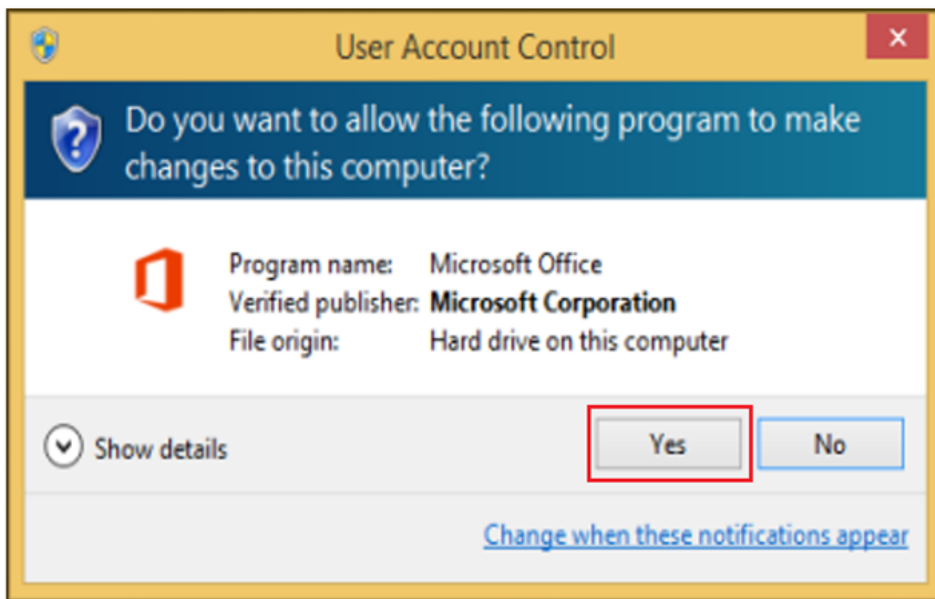 User Account Control
Do you want to allow the following program to make
changes to this computer?
Program name: Microsoft Office
Verified publisher: Microsoft Corporation
File origin: Hard drive on this computer
Show details
Yes
No
Change when these notifications appear